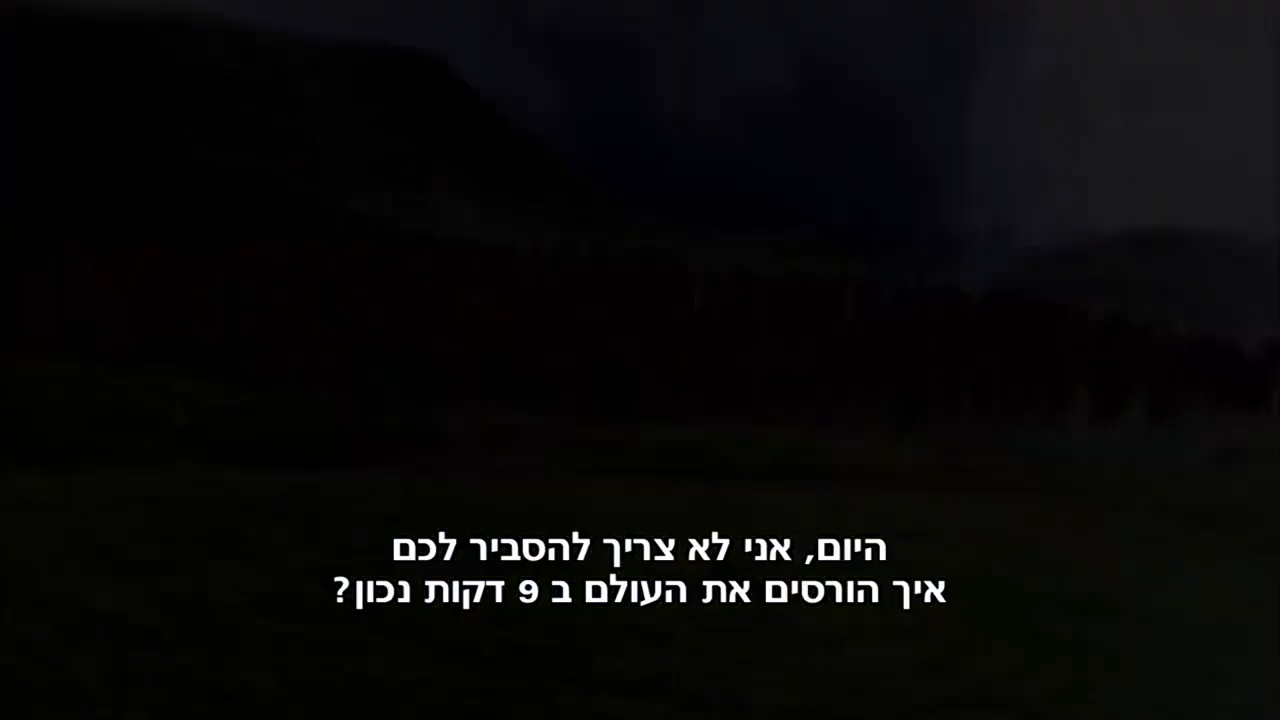 היום, אני לא צריך להסביר לכם
איך הורסים את העולם ב 9 דקות נכון?